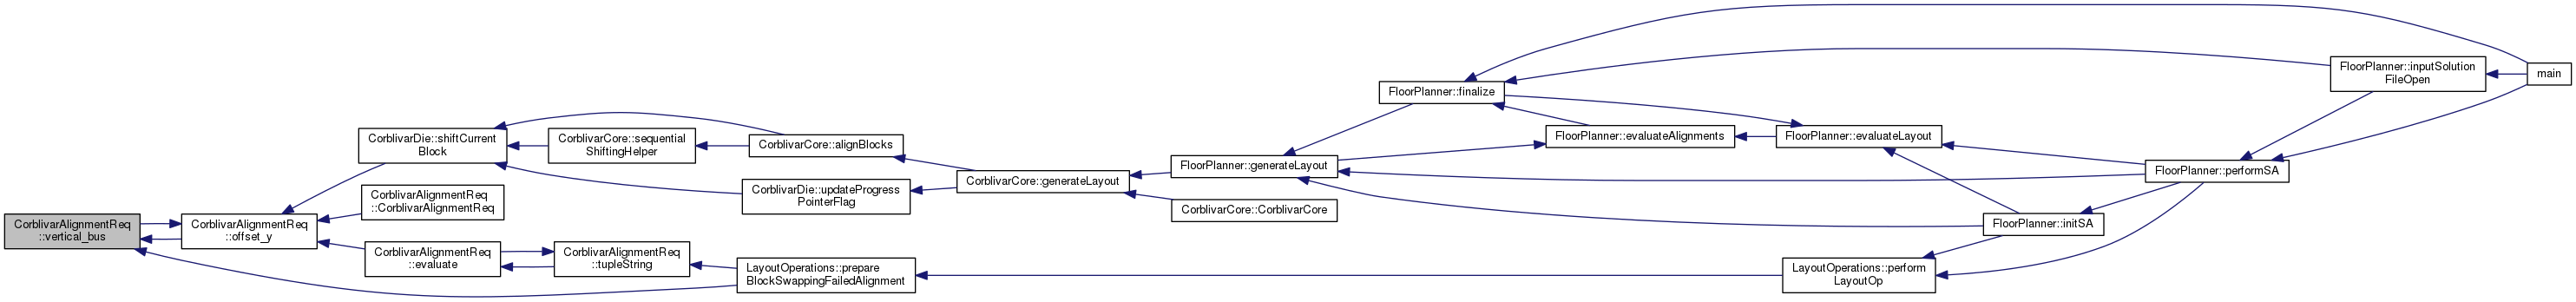 CorblivarAlignmentReq
::vertical_bus
CorblivarAlignmentReq
::offset_y
CorblivarDie::shiftCurrent
Block
CorblivarAlignmentReq
::CorblivarAlignmentReq
CorblivarAlignmentReq
::evaluate
CorblivarCore::sequential
ShiftingHelper
CorblivarAlignmentReq
::tupleString
CorblivarCore::alignBlocks
CorblivarDie::updateProgress
PointerFlag
LayoutOperations::prepare
BlockSwappingFailedAlignment
CorblivarCore::generateLayout
FloorPlanner::generateLayout
CorblivarCore::CorblivarCore
FloorPlanner::finalize
FloorPlanner::evaluateAlignments
FloorPlanner::evaluateLayout
LayoutOperations::perform
LayoutOp
FloorPlanner::initSA
FloorPlanner::performSA
FloorPlanner::inputSolution
FileOpen
main